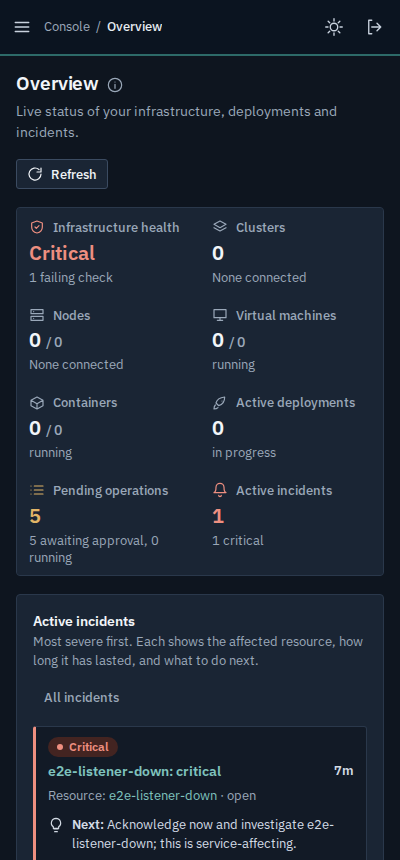 Console / Overview
Overview
Live status of your infrastructure, deployments and
incidents.
Refresh
Infrastructure health
Critical
1 failing check
Clusters
0
None connected
Nodes
0 / 0
None connected
Virtual machines
0 / 0
running
Containers
0 / 0
running
Active deployments
0
in progress
Pending operations
5
5 awaiting approval, 0
running
Active incidents
1
1 critical
Active incidents
Most severe first. Each shows the affected resource, how
long it has lasted, and what to do next.
All incidents
Critical
e2e-listener-down: critical 7m
Resource: e2e-listener-down · open
Next: Acknowledge now and investigate e2e-
listener-down; this is service-affecting.